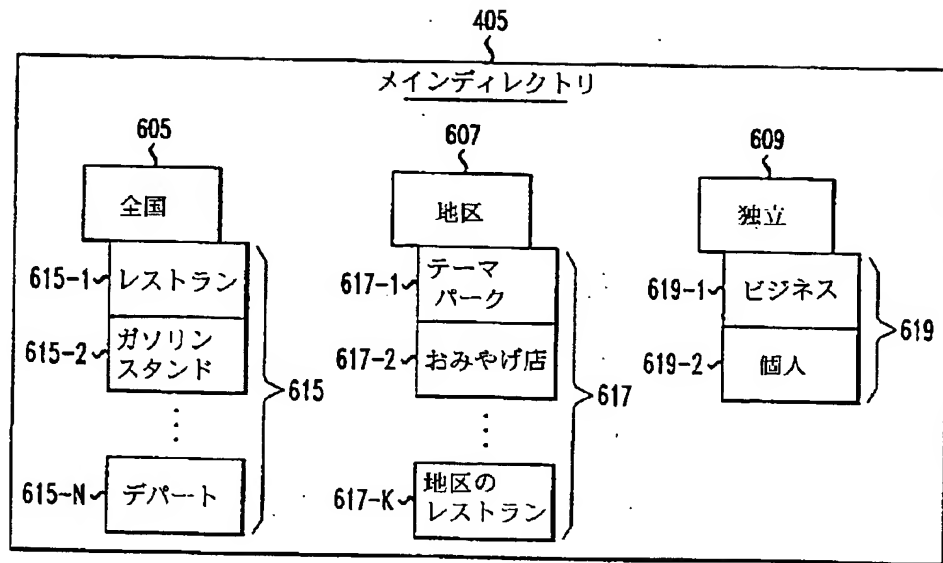 405
メインディレクトリ
605
全国
615-1
レストラン
615-2
ガソリン
スタンド
615-N
デパート
615
607
地区
617-1
テーマ
パーク
617-2
おみやげ店
617-K
地区の
レストラン
617
609
独立
619-1
ビジネス
619-2
個人
619